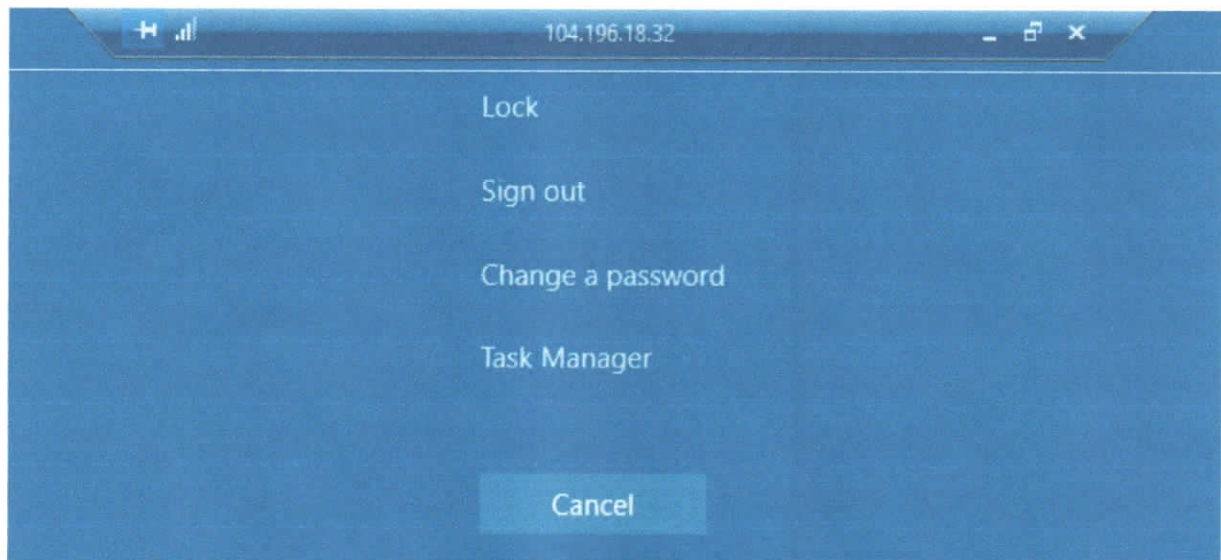 104.196.18.32
Lock
Sign out
Change a password
Task Manager
Cancel